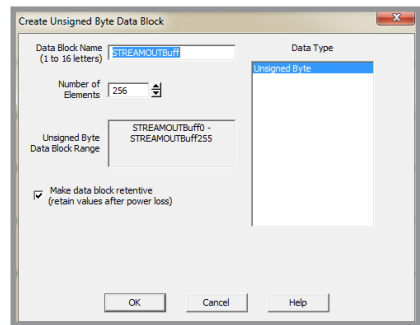 Create Unsigned Byte Data Block
Data Block Name
(1 to 16 letters)
STREAMOUTBuff
Data Type
Unsigned Byte
Number of
Elements
256
Unsigned Byte
Data Block Range
STREAMOUTBuff0 -
STREAMOUTBuff255
Make data block retentive
(retain values after power loss)
OK
Cancel
Help